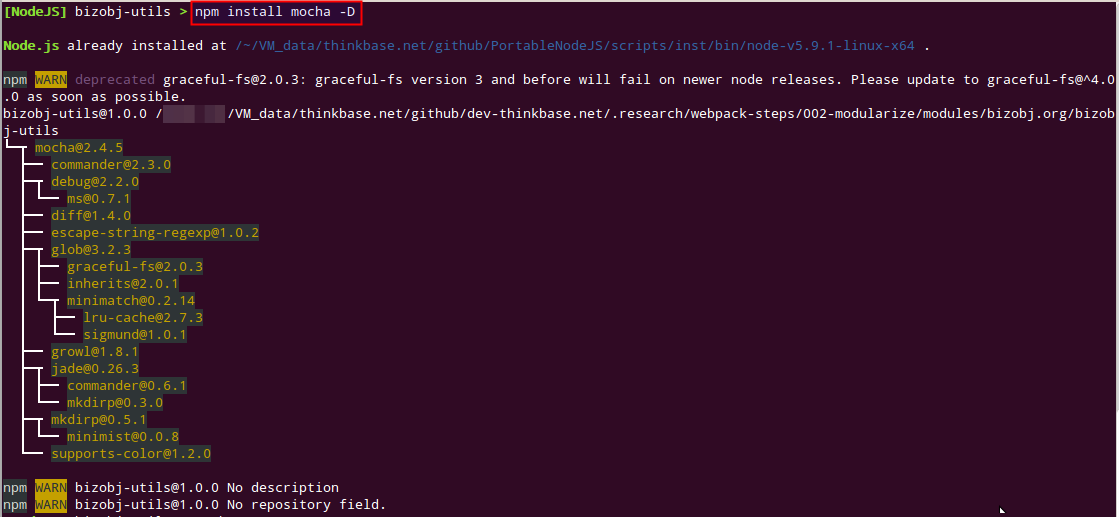 [NodeJS] bizobj-utils > npm install mocha -D
Node.js already installed at /~/VM_data/thinkbase.net/github/PortableNodeJS/scripts/inst/bin/node-v5.9.1-linux-x64 .
npm WARN deprecated graceful-fs@2.0.3: graceful-fs version 3 and before will fail on newer node releases. Please update to graceful-fs@^4.0
.0 as soon as possible.
bizobj-utils@1.0.0 / /VM_data/thinkbase.net/github/dev-thinkbase.net/.research/webpack-steps/002-modularize/modules/bizobj.org/bizob
j-utils
└─┬ mocha@2.4.5
  ├── commander@2.3.0
  ├─┬ debug@2.2.0
  │ └── ms@0.7.1
  ├── diff@1.4.0
  ├── escape-string-regexp@1.0.2
  ├─┬ glob@3.2.3
  │ ├── graceful-fs@2.0.3
  │ ├── inherits@2.0.1
  │ └─┬ minimatch@0.2.14
  │   ├── lru-cache@2.7.3
  │   └── sigmund@1.0.1
  ├── growl@1.8.1
  ├─┬ jade@0.26.3
  │ ├── commander@0.6.1
  │ └── mkdirp@0.3.0
  ├─┬ mkdirp@0.5.1
  │ └── minimist@0.0.8
  └── supports-color@1.2.0
npm WARN bizobj-utils@1.0.0 No description
npm WARN bizobj-utils@1.0.0 No repository field.